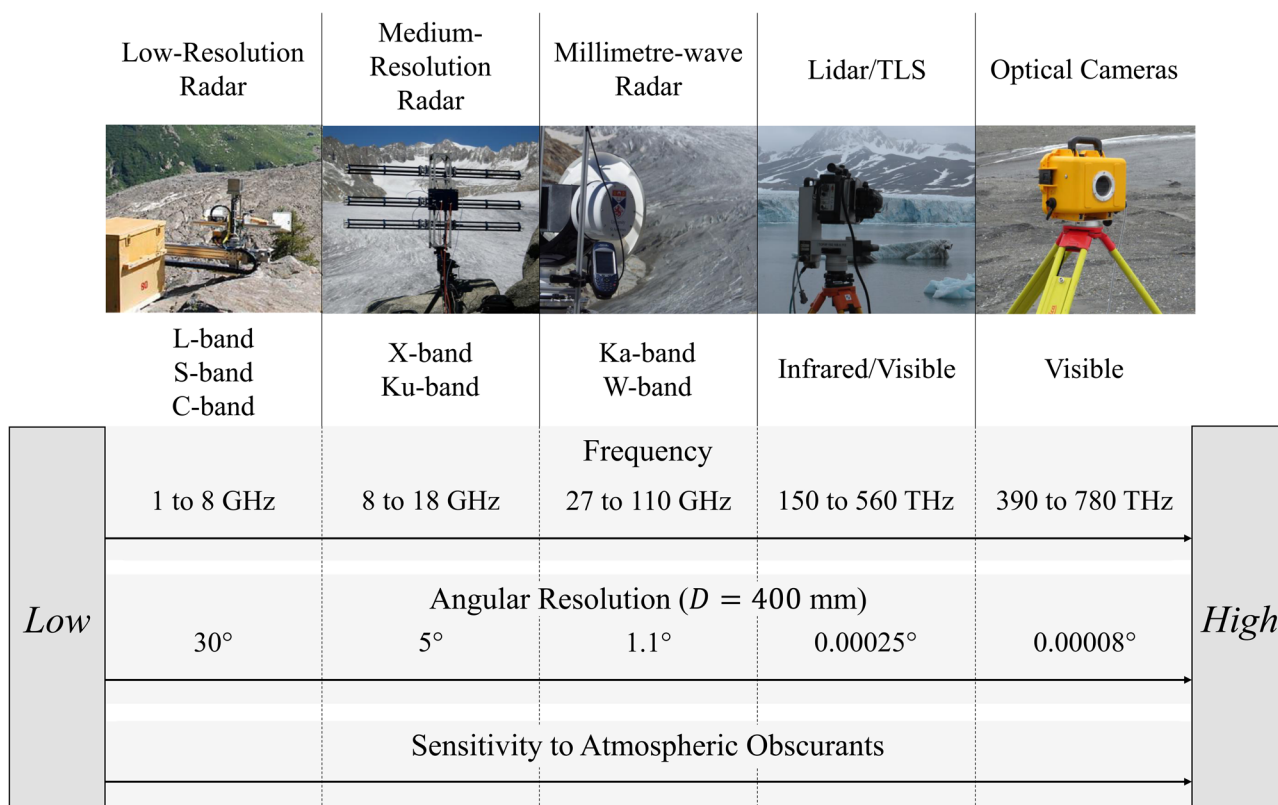 Low-Resolution
Radar
Medium-
Resolution
Radar
Millimetre-wave
Radar
Lidar/TLS
Optical Cameras
L-band
S-band
C-band
X-band
Ku-band
Ka-band
W-band
Infrared/Visible
Visible
Low
High
Frequency
1 to 8 GHz
8 to 18 GHz
27 to 110 GHz
150 to 560 THz
390 to 780 THz
Angular Resolution (D = 400 mm)
30°
5°
1.1°
0.00025°
0.00008°
Sensitivity to Atmospheric Obscurants